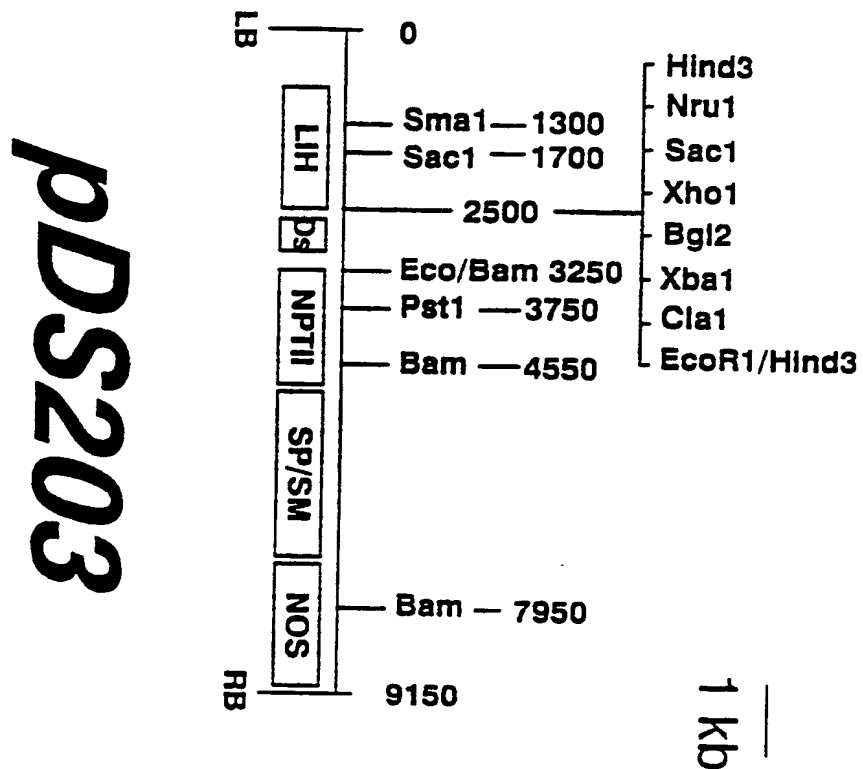 pDS203
LB
0
LIH
Sma1 — 1300
Sac1 — 1700
2500
Ds
Eco/Bam 3250
NPTII
Pst1 — 3750
Bam — 4550
SP/SM
NOS
Bam — 7950
RB
9150
Hind3
Nru1
Sac1
Xho1
Bgl2
Xba1
Cla1
EcoR1/Hind3
1 kb